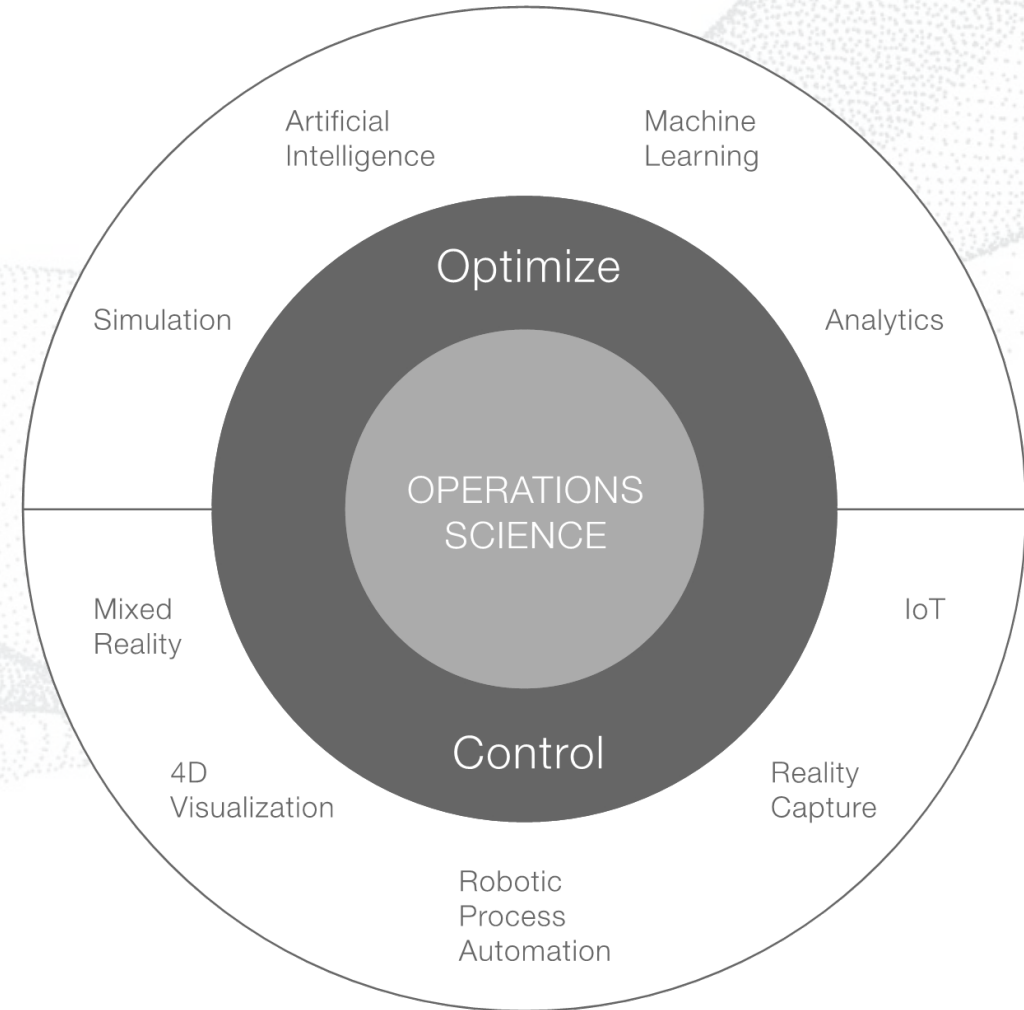 Artificial
Intelligence
Machine
Learning
Optimize
Simulation
Analytics
OPERATIONS
SCIENCE
Mixed
Reality
IoT
Control
4D
Visualization
Reality
Capture
Robotic
Process
Automation